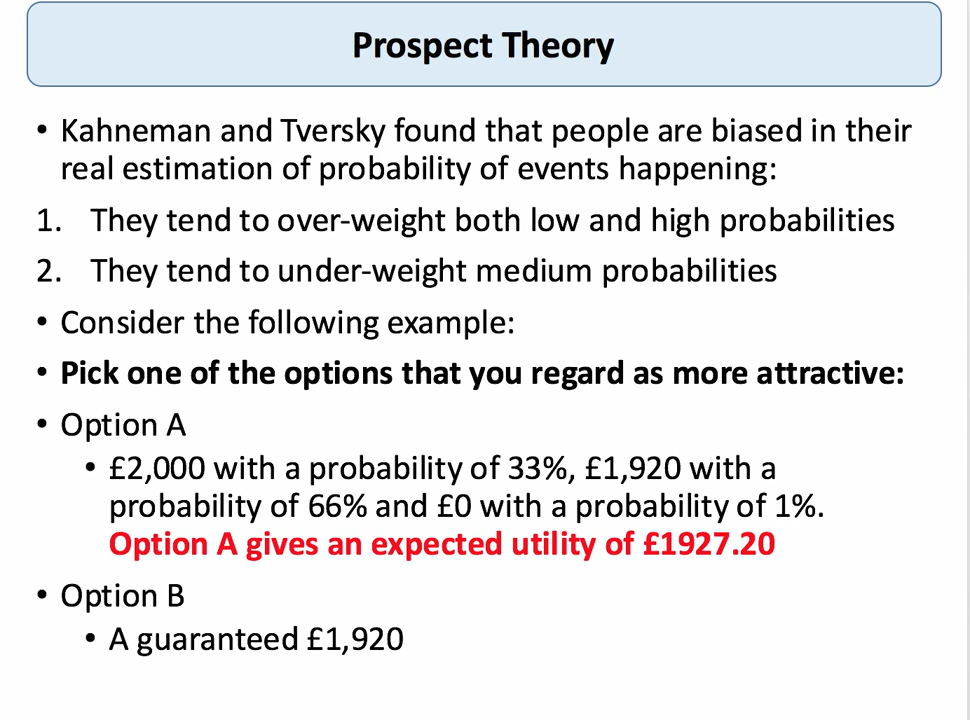 Prospect Theory
• Kahneman and Tversky found that people are biased in their
real estimation of probability of events happening:
1. They tend to over-weight both low and high probabilities
2. They tend to under-weight medium probabilities
• Consider the following example:
• Pick one of the options that you regard as more attractive:
• Option A
• £2,000 with a probability of 33%, £1,920 with a
probability of 66% and £0 with a probability of 1%.
Option A gives an expected utility of £1927.20
• Option B
• A guaranteed £1,920